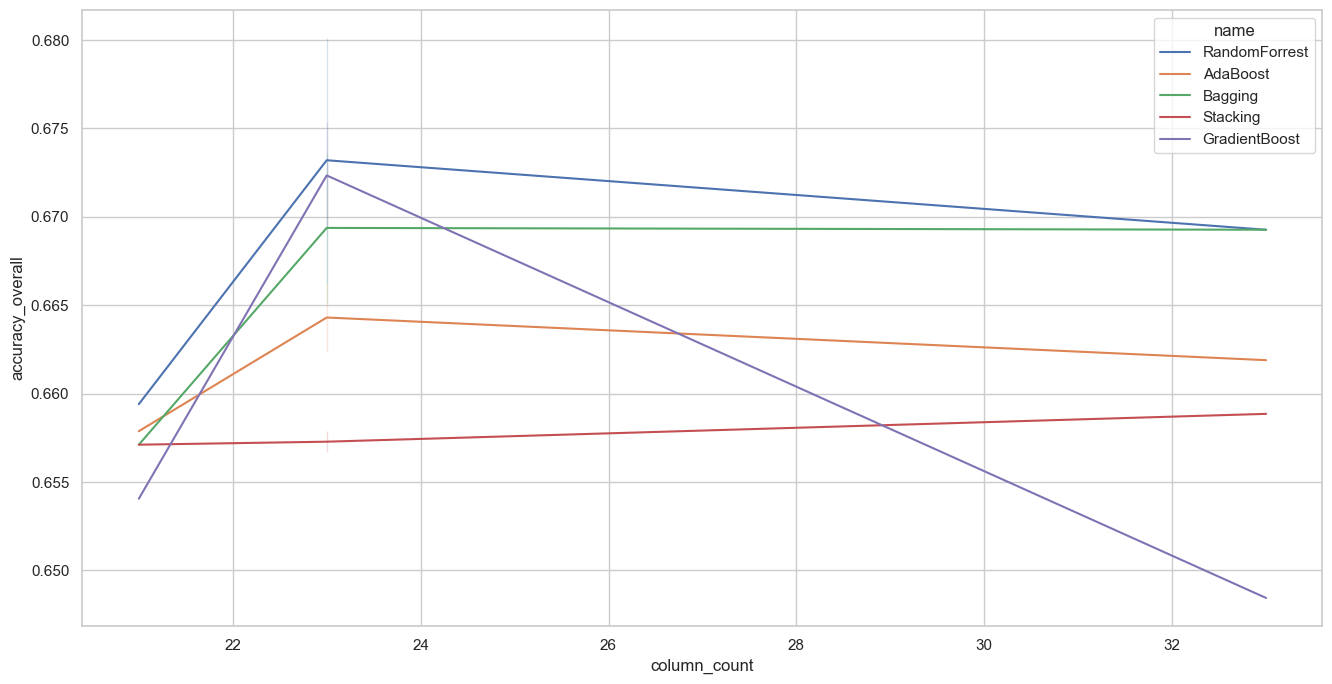 0.680
0.675
0.670
0.665
0.660
0.655
0.650
accuracy_overall
22
24
26
28
30
32
column_count
name
RandomForrest
AdaBoost
Bagging
Stacking
GradientBoost